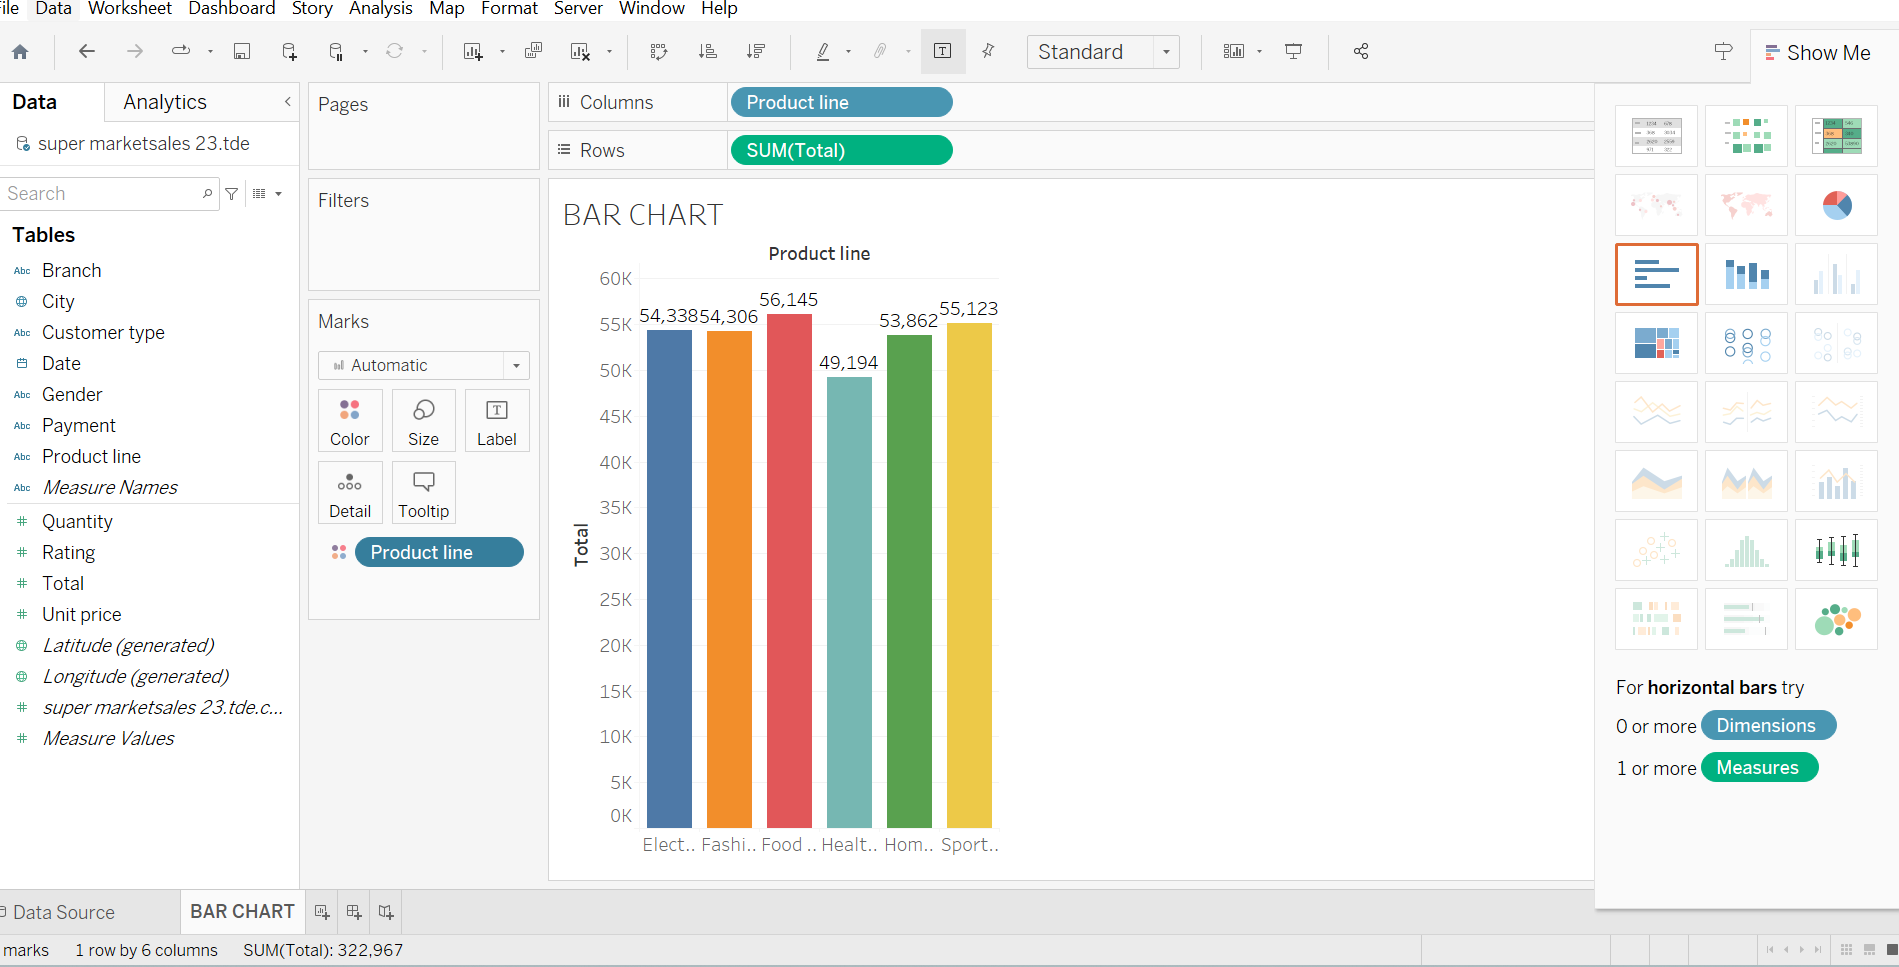 ile Data Worksheet Dashboard Story Analysis Map Format Server Window Help
Standard
Show Me
Data Analytics
super marketsales 23.tde
Search
Tables
Abc Branch
City
Abc Customer type
Date
Abc Gender
Abc Payment
Abc Product line
Abc Measure Names
# Quantity
# Rating
# Total
# Unit price
Latitude (generated)
Longitude (generated)
# super marketsales 23.tde.c...
# Measure Values
Pages
Filters
Marks
Automatic
Color Size Label
Detail Tooltip
Product line
Columns Product line
Rows SUM(Total)
BAR CHART
Product line
60K
55K
50K
45K
40K
35K
30K
25K
20K
15K
10K
5K
0K
Total
54,338 54,306 56,145 49,194 53,862 55,123
Elect.. Fashi.. Food .. Healt.. Hom.. Sport..
For horizontal bars try
0 or more Dimensions
1 or more Measures
Data Source BAR CHART
marks 1 row by 6 columns SUM(Total): 322,967